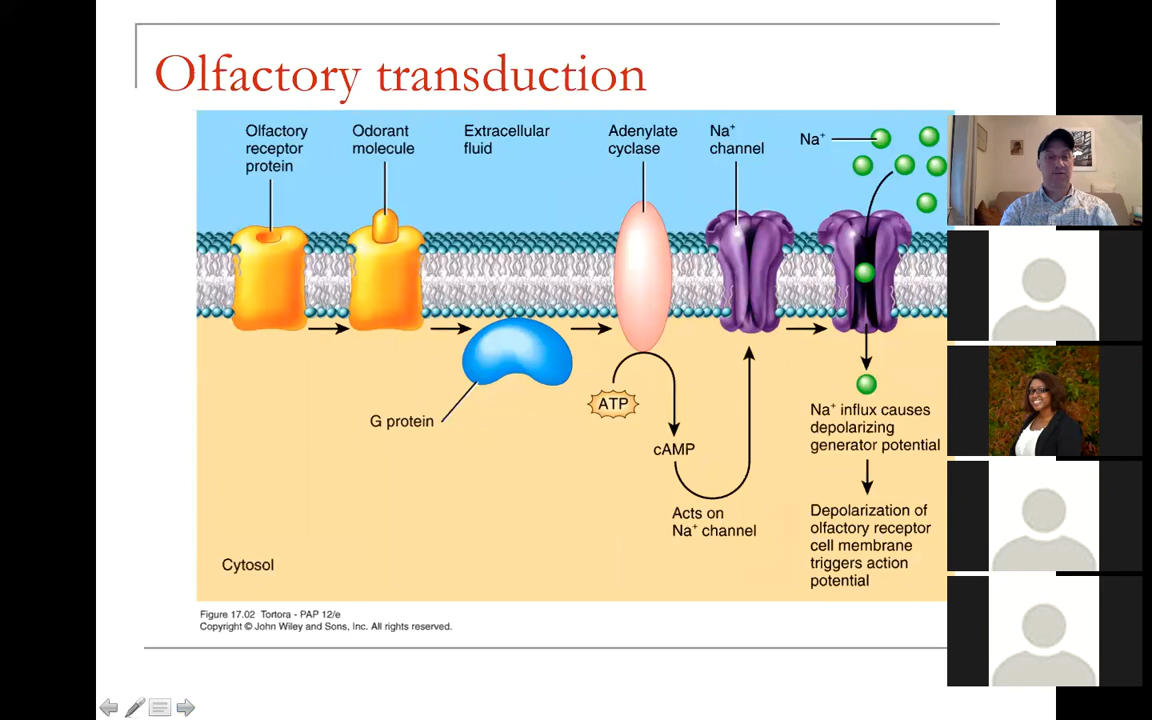 Olfactory transduction
Olfactory
receptor
protein
Odorant
molecule
Extracellular
fluid
Adenylate
cyclase
Na⁺
channel
Na⁺
G protein
ATP
cAMP
Acts on
Na⁺ channel
Na⁺ influx causes
depolarizing
generator potential
Depolarization of
olfactory receptor
cell membrane
triggers action
potential
Cytosol
Figure 17.02 Tortora - PAP 12/e
Copyright © John Wiley and Sons, Inc. All rights reserved.